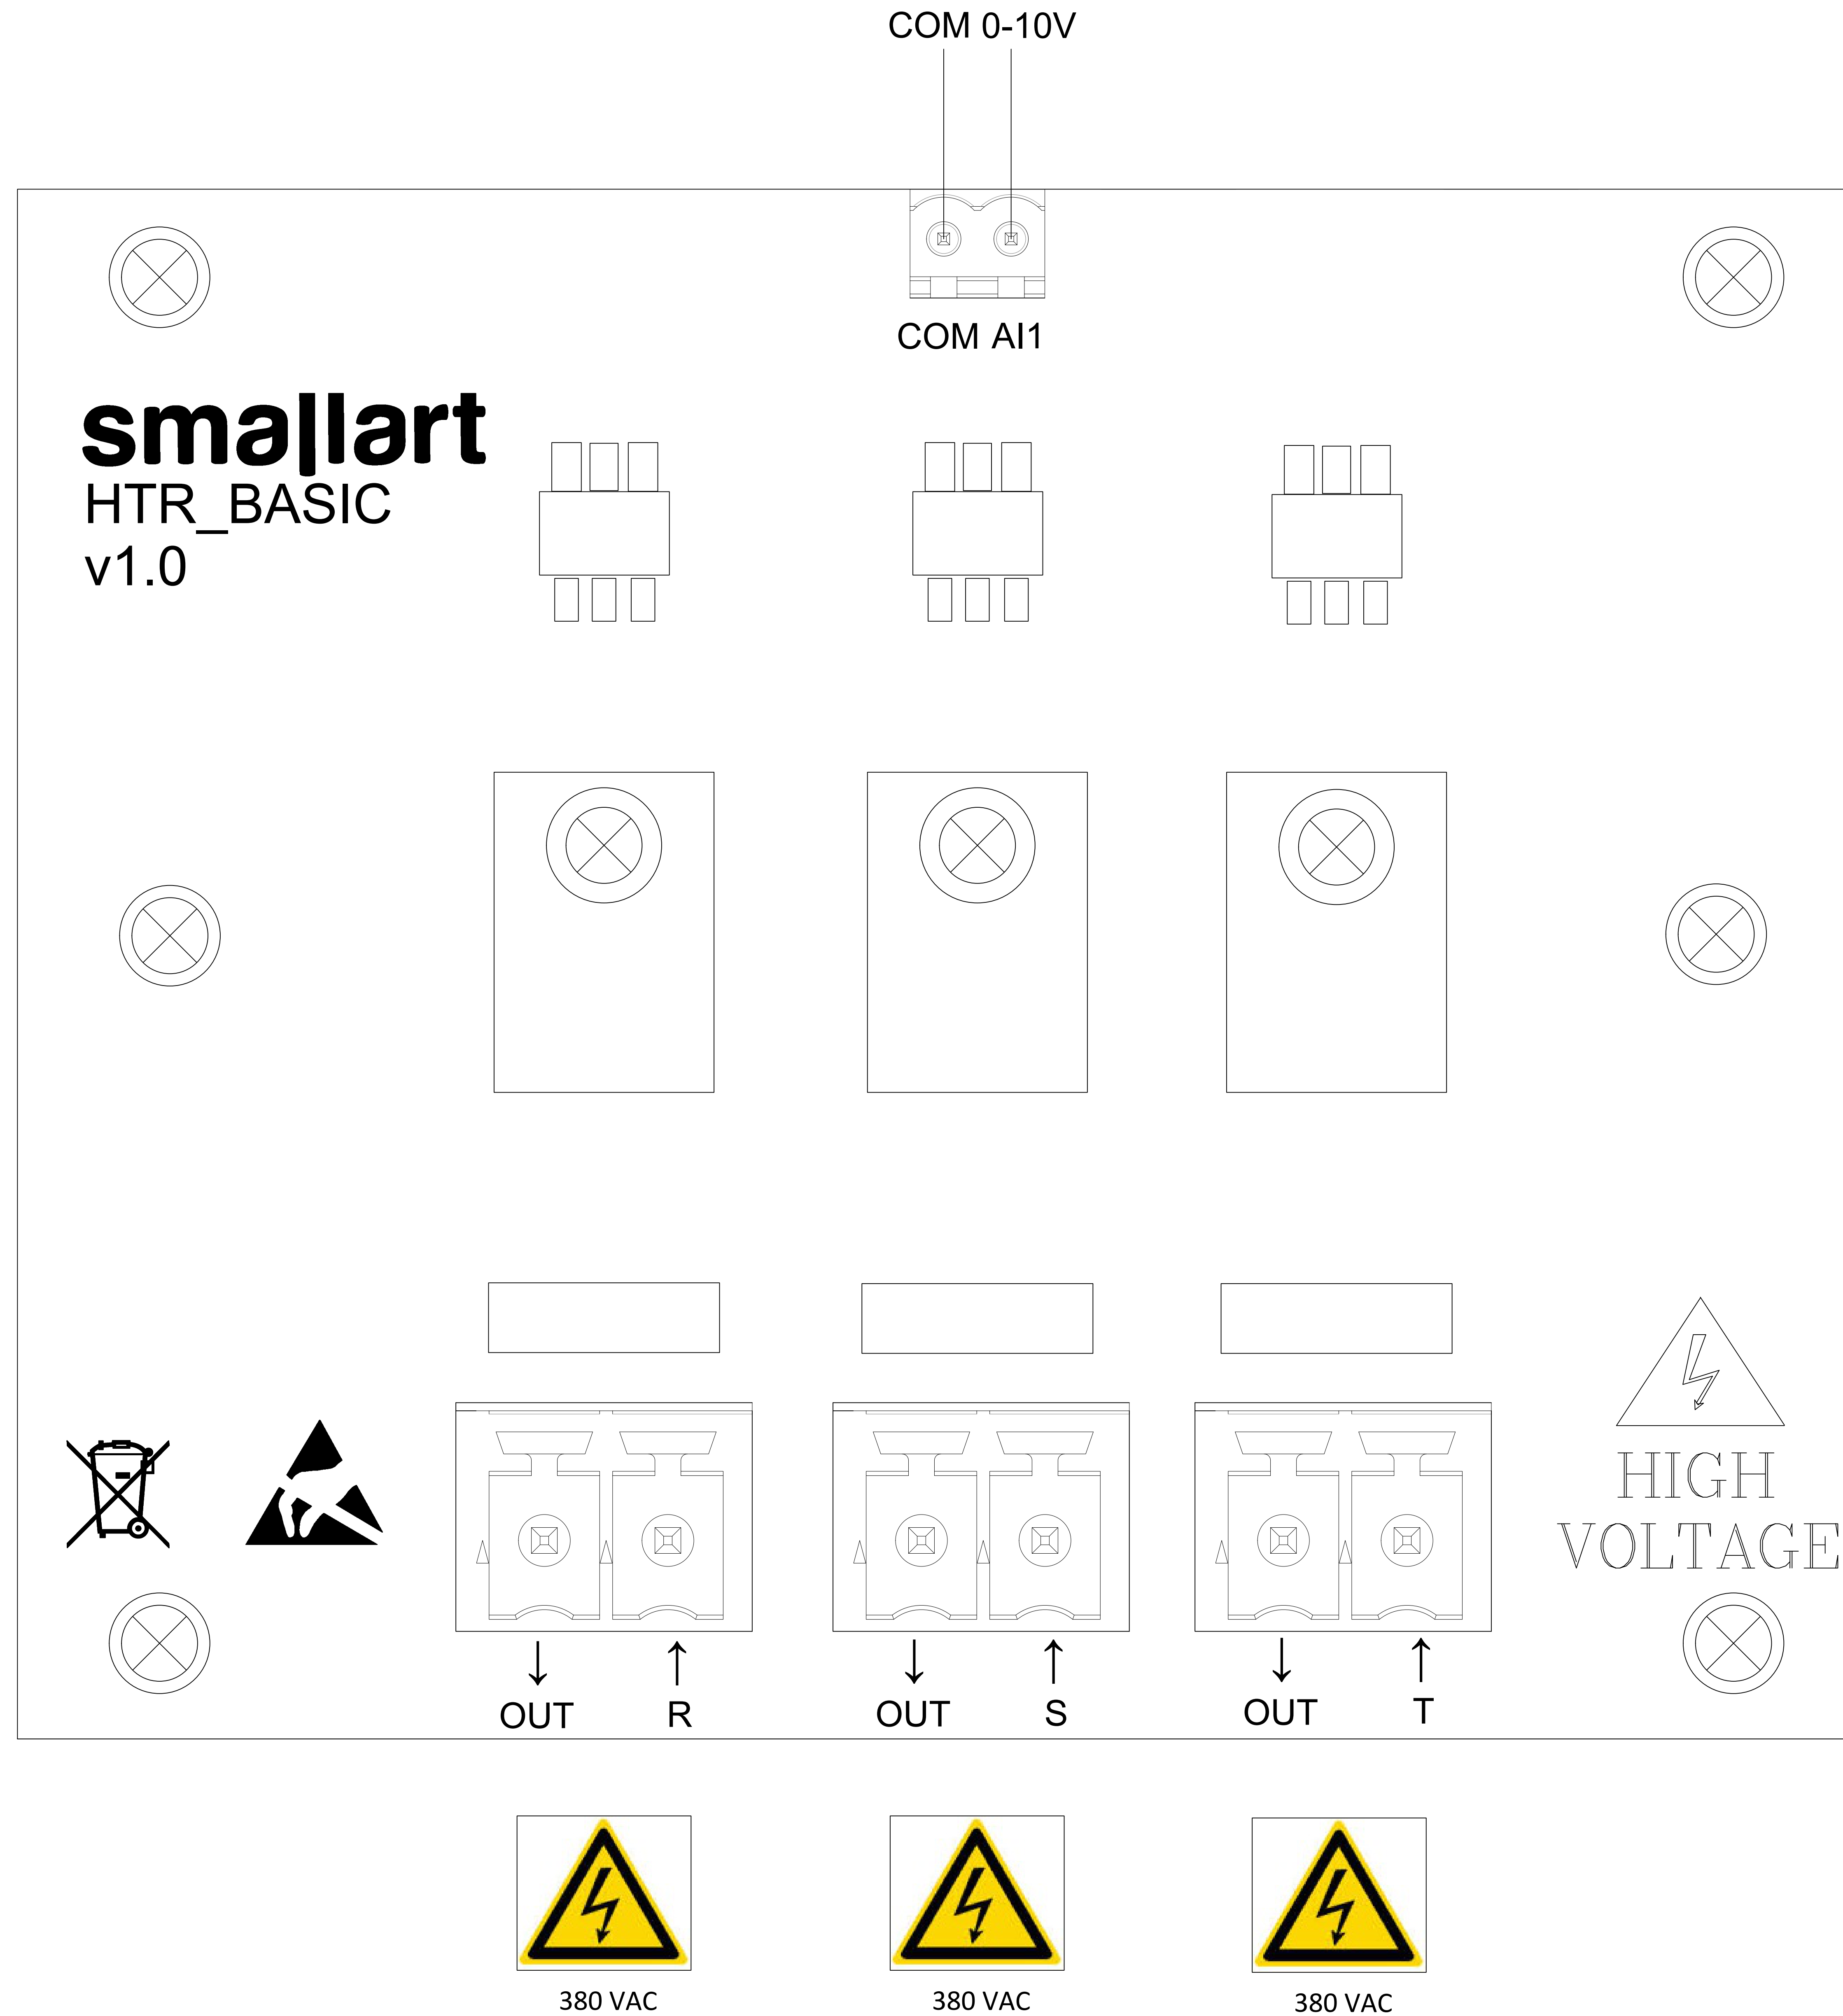 COM 0-10V
COM AI1
smallart
HTR_BASIC
v1.0
HIGH
VOLTAGE
OUT R OUT S OUT T
380 VAC 380 VAC 380 VAC